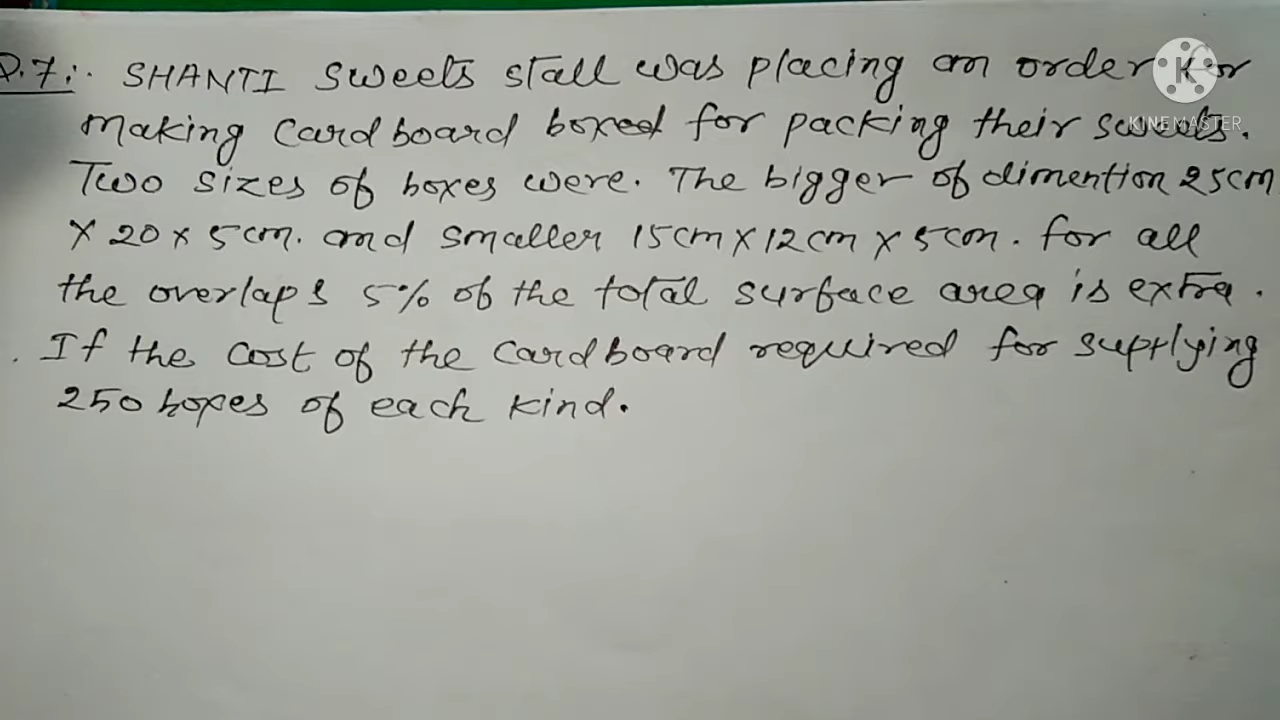 Q.7:. SHANTI sweets stall was placing an order for
making cardboard boxed for packing their sweets.
Two sizes of boxes were. The bigger of dimention 25cm
x 20 x 5cm. and smaller 15cm x 12cm x 5cm. for all
the overlaps 5% of the total surface area is extra.
. If the cost of the cardboard required for supplying
250 boxes of each kind.
K
KINEMASTER